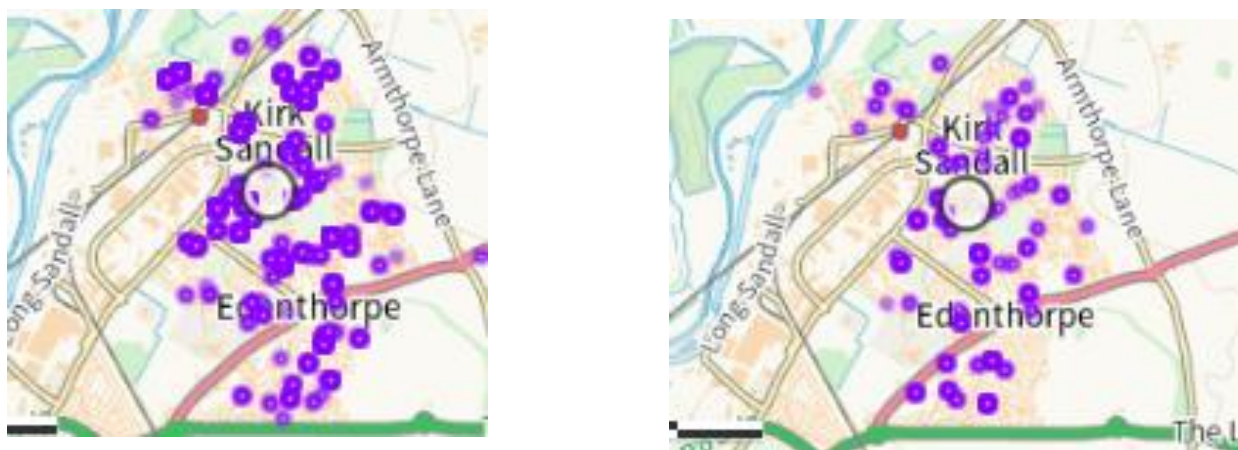 Armthorpe Lane
Kirk
Sandall
Long Sandall
Edenthorpe
Armthorpe Lane
Kirk
Sandall
Long Sandall
Edenthorpe
The L